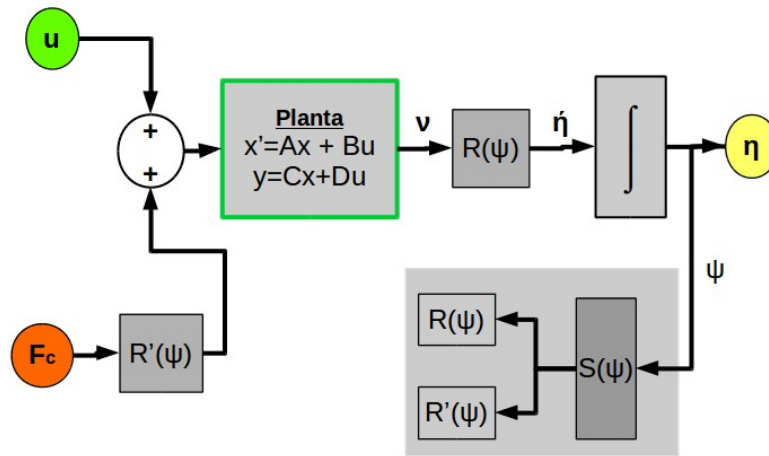 u
+
+
Planta
x'=Ax + Bu
y=Cx+Du
ν
R(ψ)
ή
∫
η
ψ
Fc
R'(ψ)
R(ψ)
S(ψ)
R'(ψ)